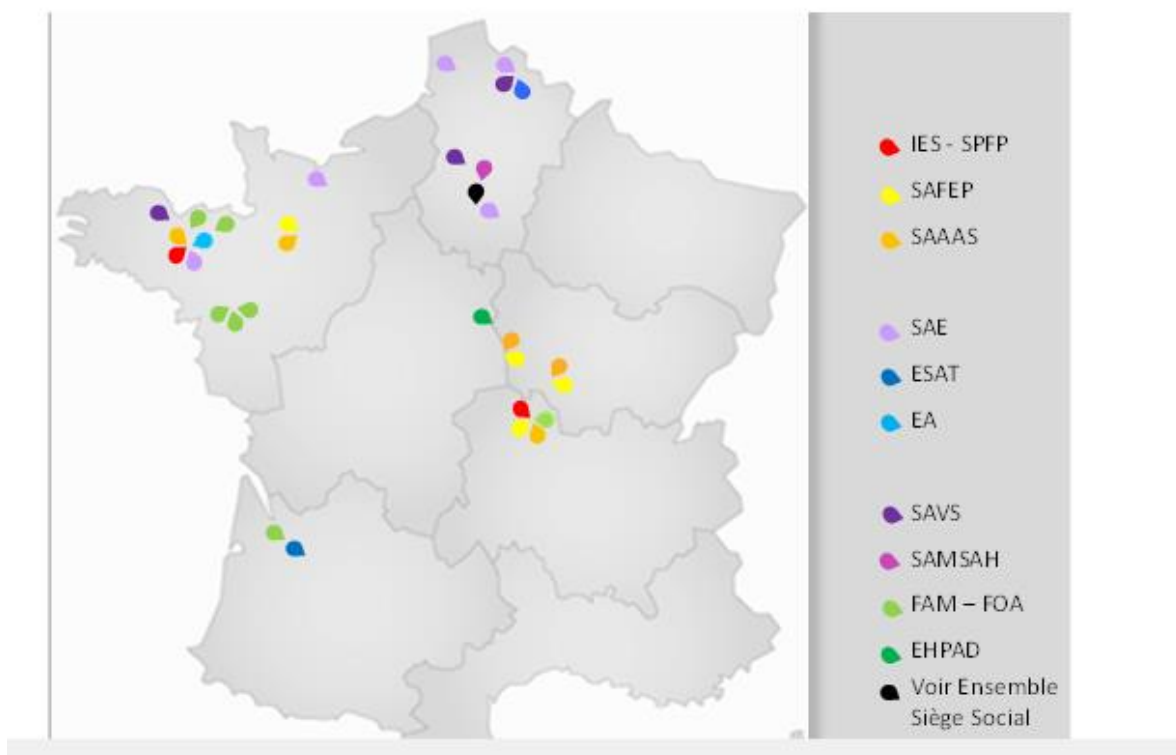 IES - SPFP
SAFEP
SAAAS
SAE
ESAT
EA
SAVS
SAMSAH
FAM – FOA
EHPAD
Voir Ensemble
Siège Social